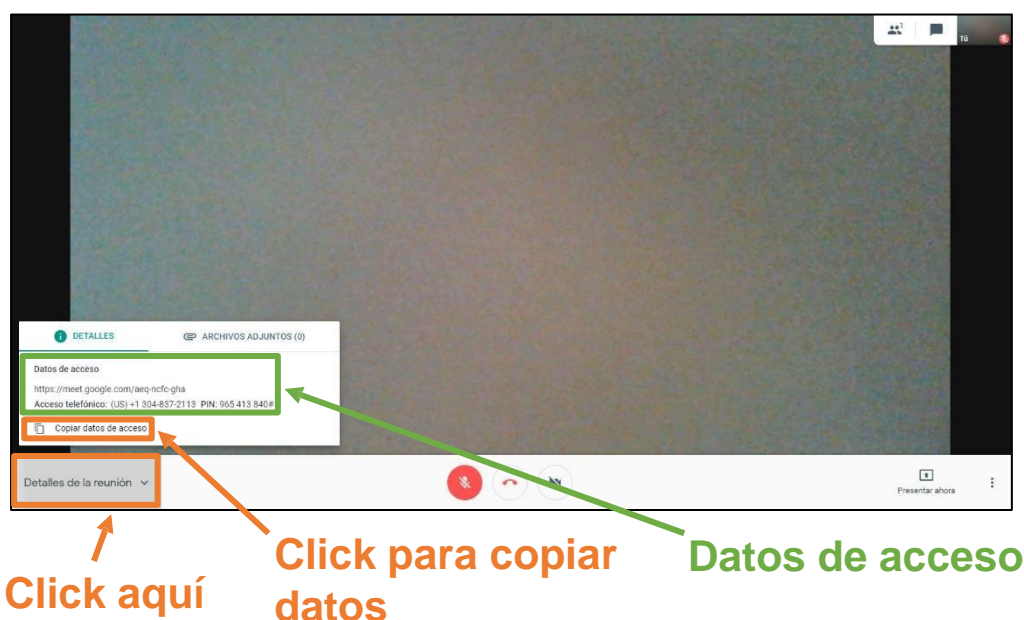 1
Tú
DETALLES
ARCHIVOS ADJUNTOS (0)
Datos de acceso
https://meet.google.com/aeq-ncfc-gha
Acceso telefónico: (US) +1 304-837-2113 PIN: 965 413 840#
Copiar datos de acceso
Detalles de la reunión
Presentar ahora
Click aquí
Click para copiar
datos
Datos de acceso